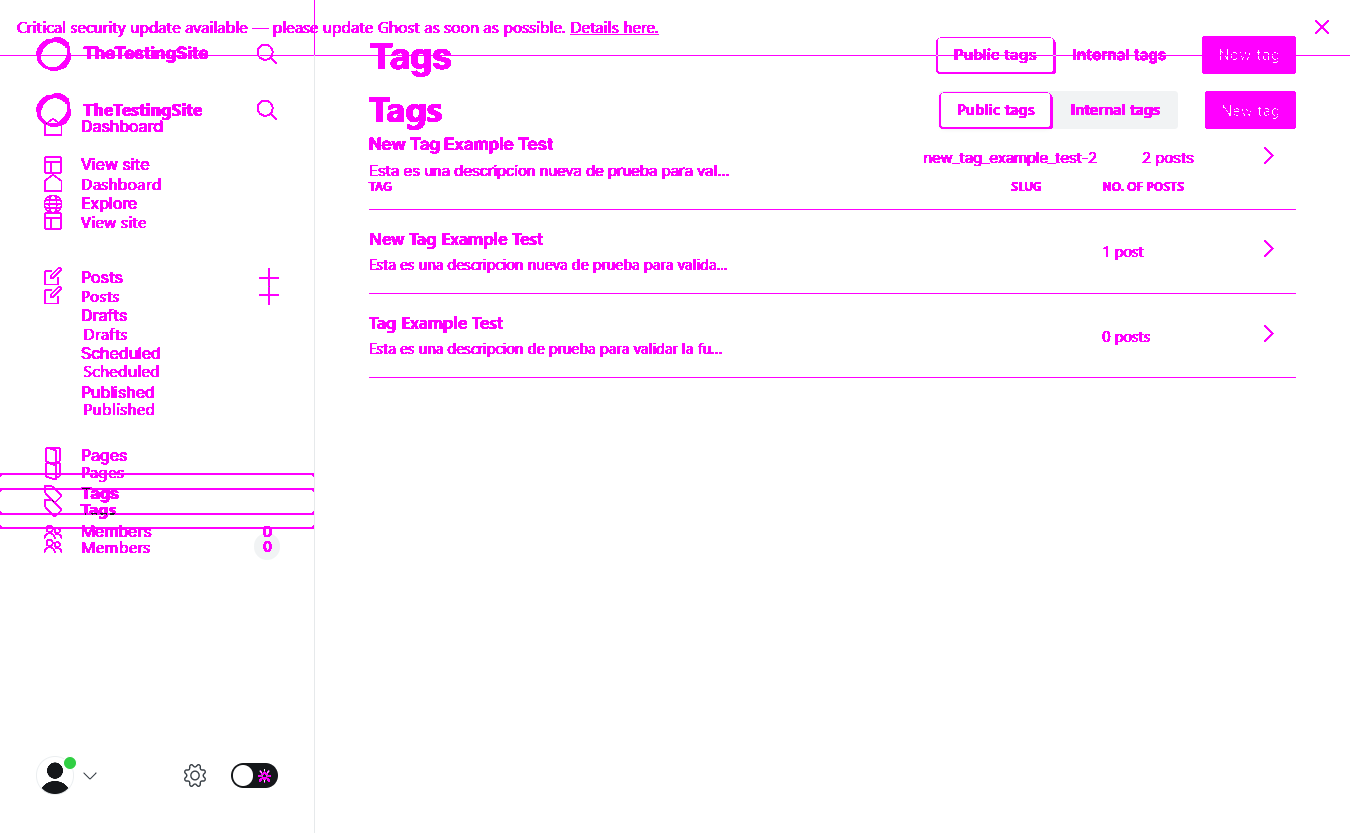 Critical security update available — please update Ghost as soon as possible. Details here.
TheTestingSite
Tags
Public tags
Internal tags
New tag
TheTestingSite
Tags
Public tags
Internal tags
New tag
Dashboard
View site
Dashboard
Explore
View site
Posts
Posts
Drafts
Drafts
Scheduled
Scheduled
Published
Published
Pages
Pages
Tags
Tags
Members 0
Members 0
New Tag Example Test
Esta es una descripcion nueva de prueba para val...
new_tag_example_test-2
2 posts
TAG
SLUG
NO. OF POSTS
New Tag Example Test
Esta es una descripcion nueva de prueba para valida...
1 post
Tag Example Test
Esta es una descripcion de prueba para validar la fu...
0 posts